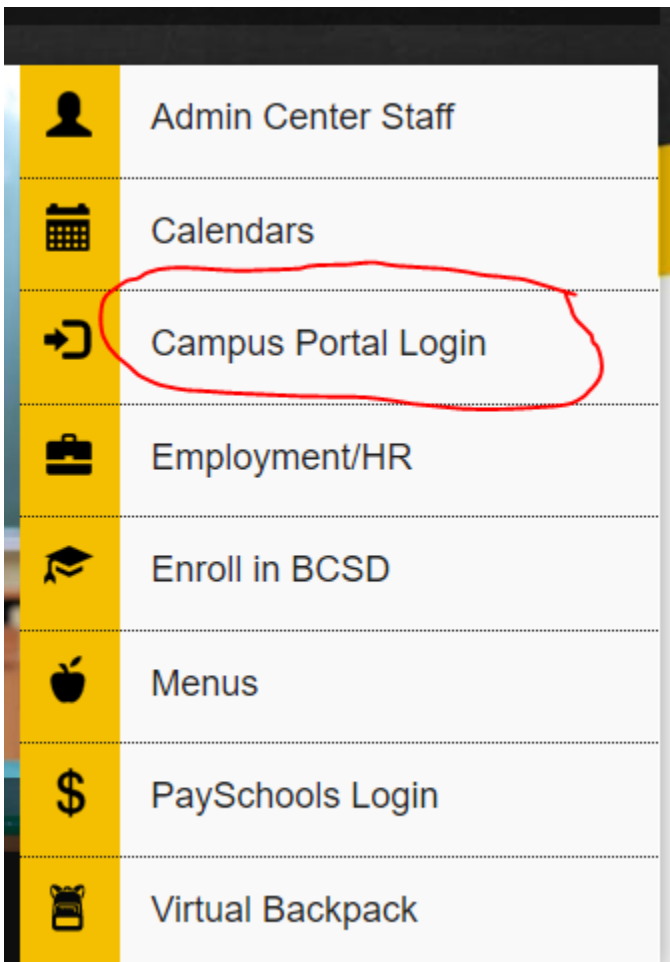 Admin Center Staff
Calendars
Campus Portal Login
Employment/HR
Enroll in BCSD
Menus
$ PaySchools Login
Virtual Backpack